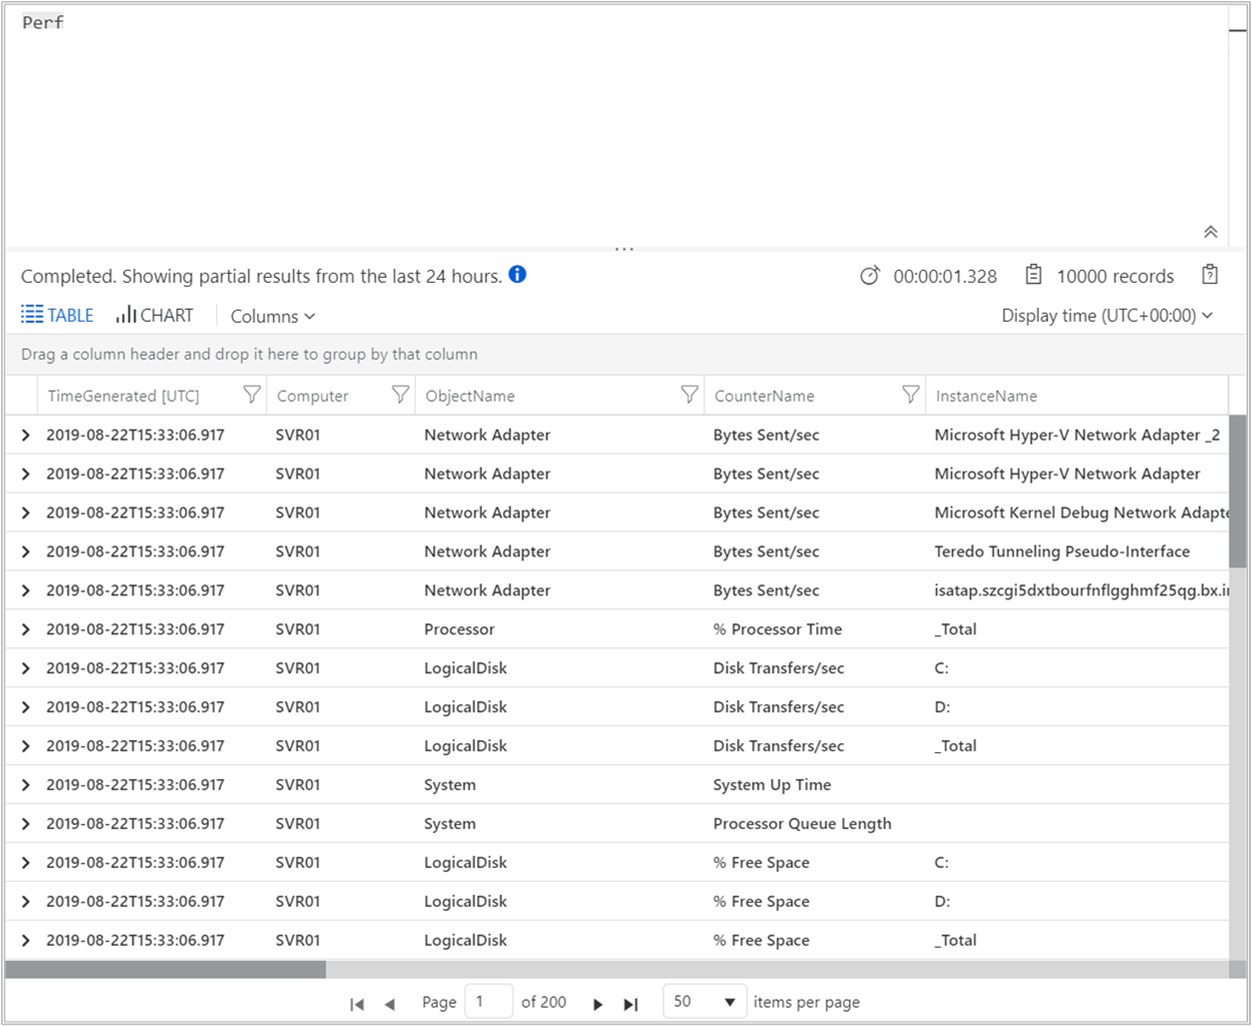 Perf
...
Completed. Showing partial results from the last 24 hours. 00:00:01.328 10000 records
TABLE CHART Columns Display time (UTC+00:00)
Drag a column header and drop it here to group by that column
TimeGenerated [UTC] Computer ObjectName CounterName InstanceName
2019-08-22T15:33:06.917 SVR01 Network Adapter Bytes Sent/sec Microsoft Hyper-V Network Adapter _2
2019-08-22T15:33:06.917 SVR01 Network Adapter Bytes Sent/sec Microsoft Hyper-V Network Adapter
2019-08-22T15:33:06.917 SVR01 Network Adapter Bytes Sent/sec Microsoft Kernel Debug Network Adapte
2019-08-22T15:33:06.917 SVR01 Network Adapter Bytes Sent/sec Teredo Tunneling Pseudo-Interface
2019-08-22T15:33:06.917 SVR01 Network Adapter Bytes Sent/sec isatap.szcgi5dxtbourfnflgghmf25qg.bx.in
2019-08-22T15:33:06.917 SVR01 Processor % Processor Time _Total
2019-08-22T15:33:06.917 SVR01 LogicalDisk Disk Transfers/sec C:
2019-08-22T15:33:06.917 SVR01 LogicalDisk Disk Transfers/sec D:
2019-08-22T15:33:06.917 SVR01 LogicalDisk Disk Transfers/sec _Total
2019-08-22T15:33:06.917 SVR01 System System Up Time
2019-08-22T15:33:06.917 SVR01 System Processor Queue Length
2019-08-22T15:33:06.917 SVR01 LogicalDisk % Free Space C:
2019-08-22T15:33:06.917 SVR01 LogicalDisk % Free Space D:
2019-08-22T15:33:06.917 SVR01 LogicalDisk % Free Space _Total
Page 1 of 200 50 items per page